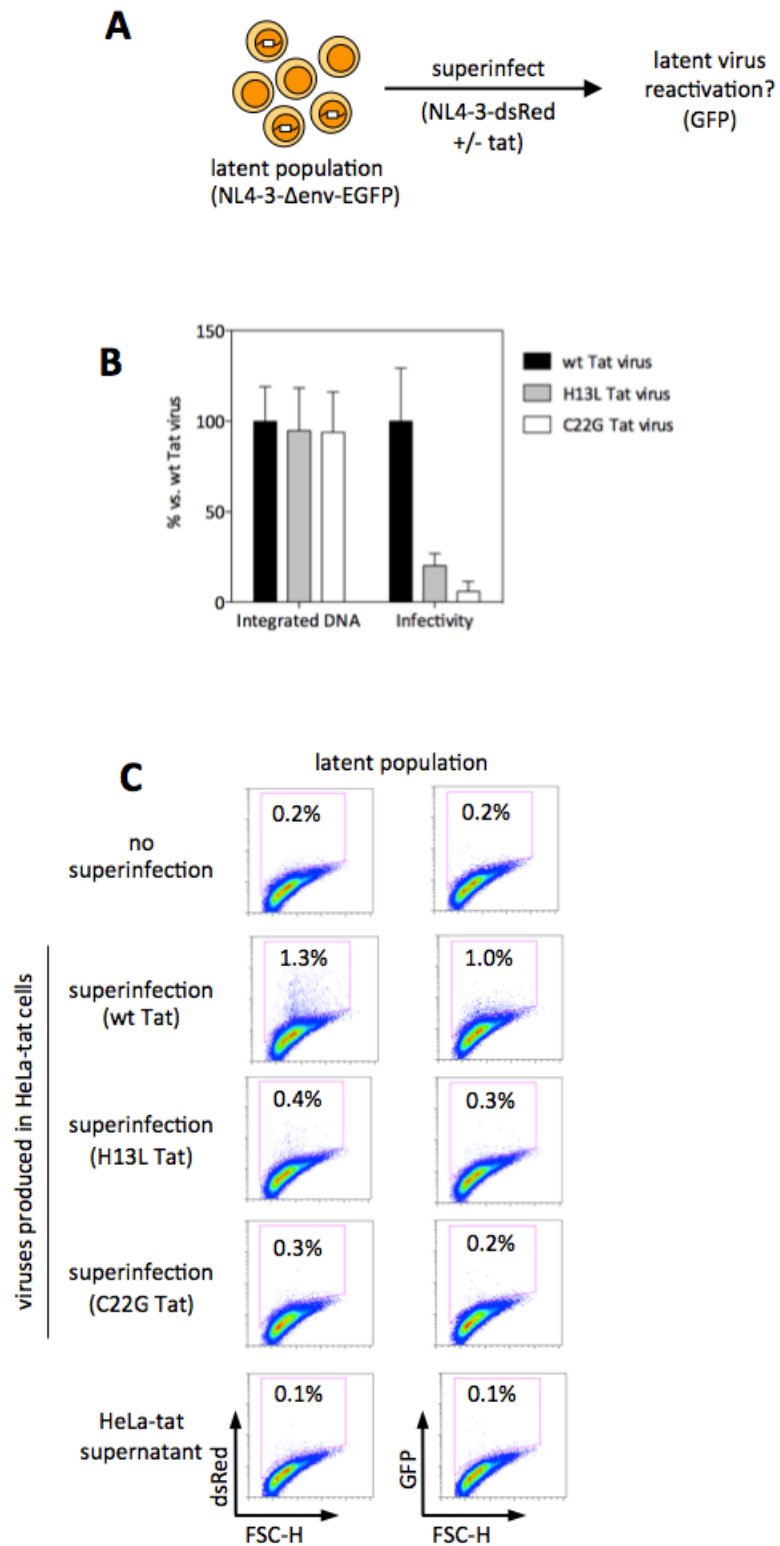 A
superinfect
(NL4-3-dsRed
+/- tat)
latent virus
reactivation?
(GFP)
latent population
(NL4-3-Δenv-EGFP)
B
% vs. wt Tat virus
150
100
50
0
Integrated DNA
Infectivity
wt Tat virus
H13L Tat virus
C22G Tat virus
C
latent population
no
superinfection
0.2%
0.2%
viruses produced in HeLa-tat cells
superinfection
(wt Tat)
1.3%
1.0%
superinfection
(H13L Tat)
0.4%
0.3%
superinfection
(C22G Tat)
0.3%
0.2%
HeLa-tat
supernatant
0.1%
0.1%
dsRed
FSC-H
GFP
FSC-H